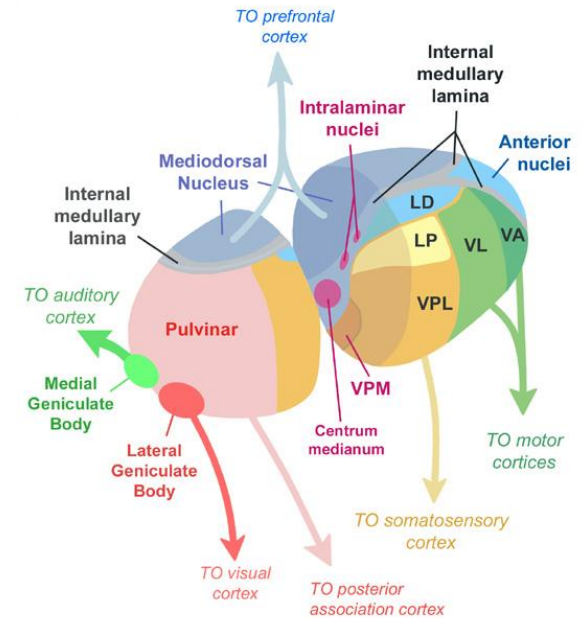 TO prefrontal
cortex
Internal
medullary
lamina
Intralaminar
nuclei
Anterior
nuclei
Mediodorsal
Nucleus
Internal
medullary
lamina
LD
LP
VL
VA
VPL
TO auditory
cortex
Pulvinar
Medial
Geniculate
Body
VPM
Centrum
medianum
Lateral
Geniculate
Body
TO motor
cortices
TO somatosensory
cortex
TO visual
cortex
TO posterior
association cortex